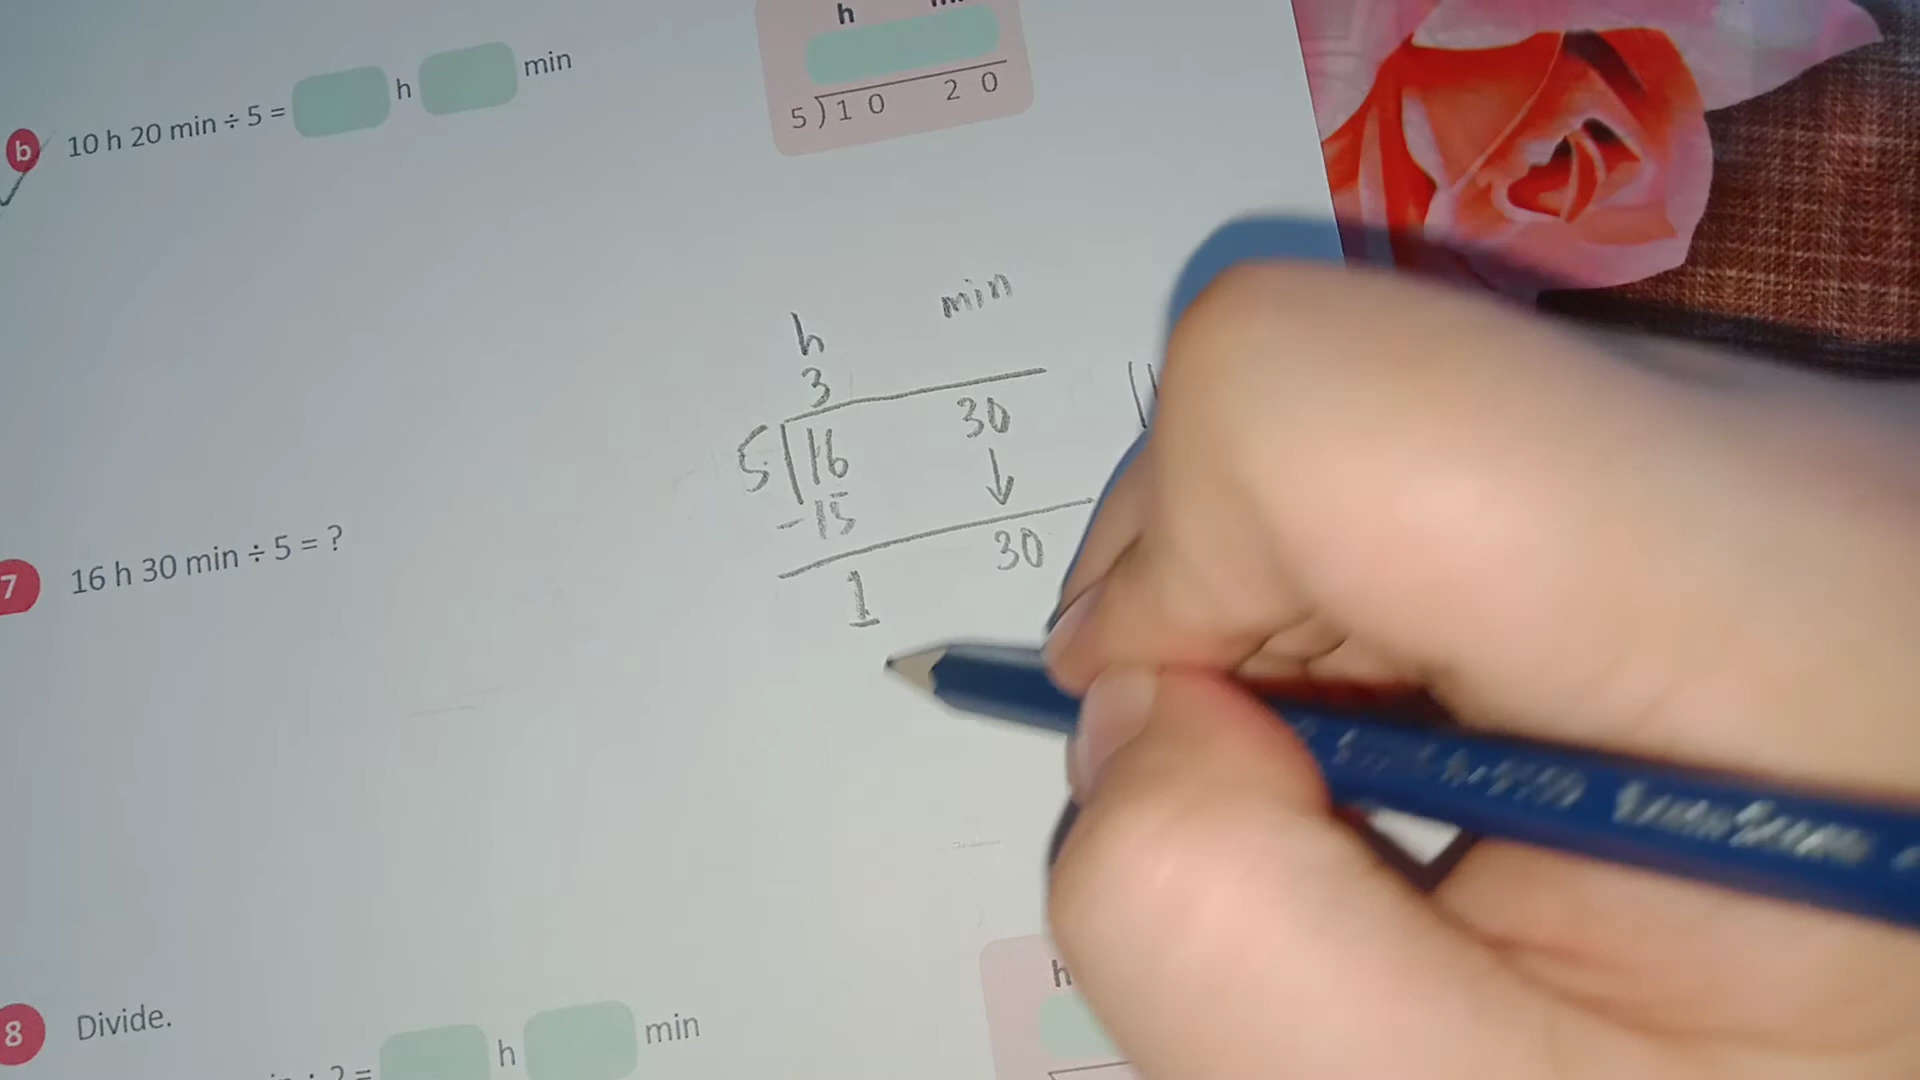 h
b 10 h 20 min ÷ 5 = h min
5 ) 1 0 2 0
h min
3
5 16 30
↓
- 15
1 30
7 16 h 30 min ÷ 5 = ?
h
8 Divide.
÷ 2 = h min